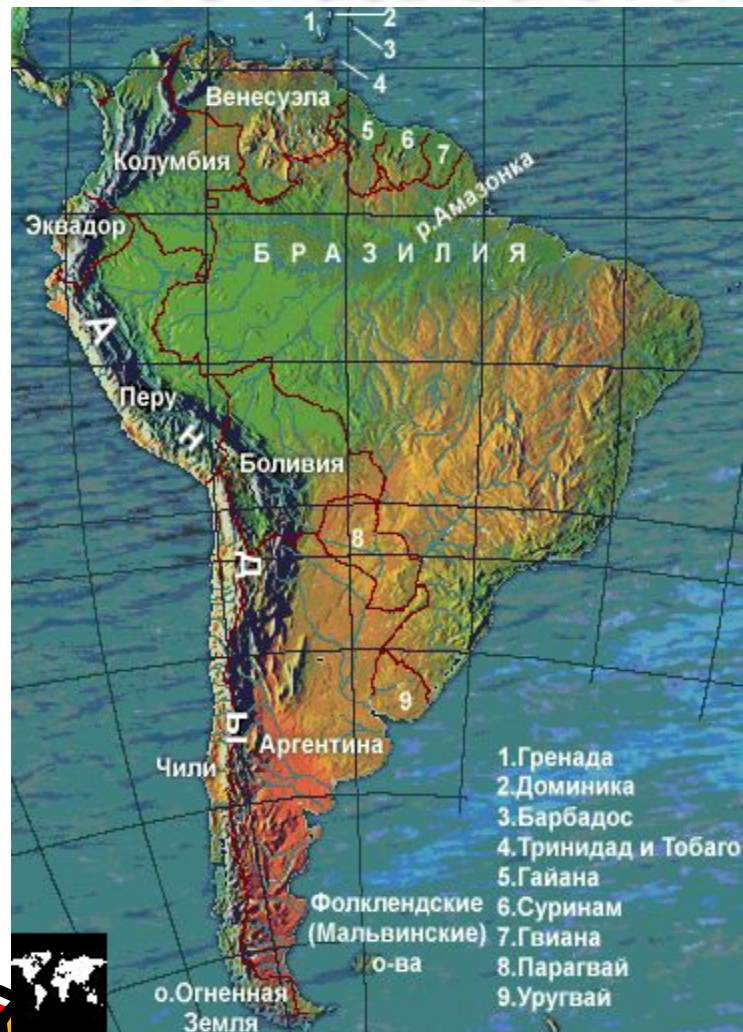 1
2
3
4
Венесуэла
5
6
7
Колумбия
р.Амазонка
Эквадор
БРАЗИЛИЯ
АНДЫ
Перу
Боливия
8
9
Аргентина
Чили
1.Гренада
2.Доминика
3.Барбадос
4.Тринидад и Тобаго
5.Гайана
6.Суринам
7.Гвиана
8.Парагвай
9.Уругвай
Фолклендские
(Мальвинские)
о-ва
о.Огненная
Земля